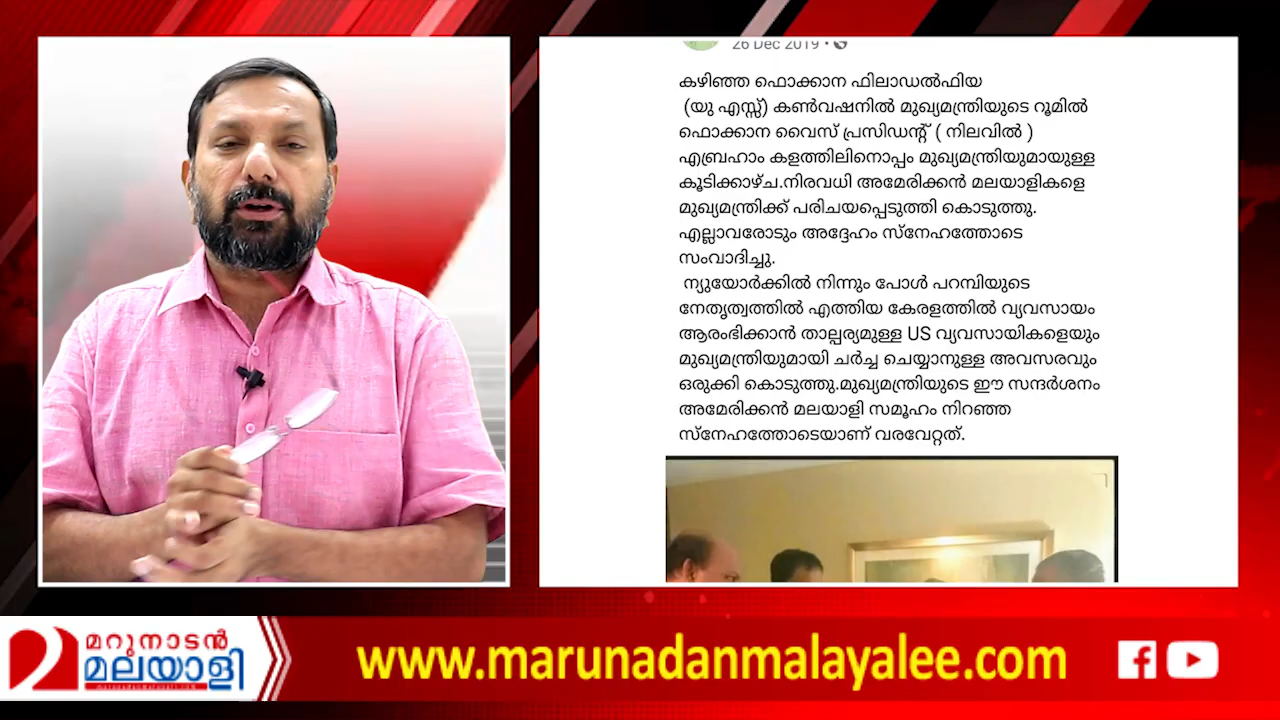 26 Dec 2019
കഴിഞ്ഞ ഫൊക്കാന ഫിലാഡൽഫിയ
(യു എസ്സ്) കൺവഷനിൽ മുഖ്യമന്ത്രിയുടെ റൂമിൽ
ഫൊക്കാന വൈസ് പ്രസിഡന്റ് ( നിലവിൽ )
എബ്രഹാം കളത്തിലിനൊപ്പം മുഖ്യമന്ത്രിയുമായുള്ള
കൂടിക്കാഴ്ച.നിരവധി അമേരിക്കൻ മലയാളികളെ
മുഖ്യമന്ത്രിക്ക് പരിചയപ്പെടുത്തി കൊടുത്തു.
എല്ലാവരോടും അദ്ദേഹം സ്നേഹത്തോടെ
സംവാദിച്ചു.
ന്യുയോർക്കിൽ നിന്നും പോൾ പറമ്പിയുടെ
നേതൃത്വത്തിൽ എത്തിയ കേരളത്തിൽ വ്യവസായം
ആരംഭിക്കാൻ താല്പര്യമുള്ള US വ്യവസായികളെയും
മുഖ്യമന്ത്രിയുമായി ചർച്ച ചെയ്യാനുള്ള അവസരവും
ഒരുക്കി കൊടുത്തു.മുഖ്യമന്ത്രിയുടെ ഈ സന്ദർശനം
അമേരിക്കൻ മലയാളി സമൂഹം നിറഞ്ഞ
സ്നേഹത്തോടെയാണ് വരവേറ്റത്.
മറുനാടൻ
മലയാളി
www.marunadanmalayalee.com